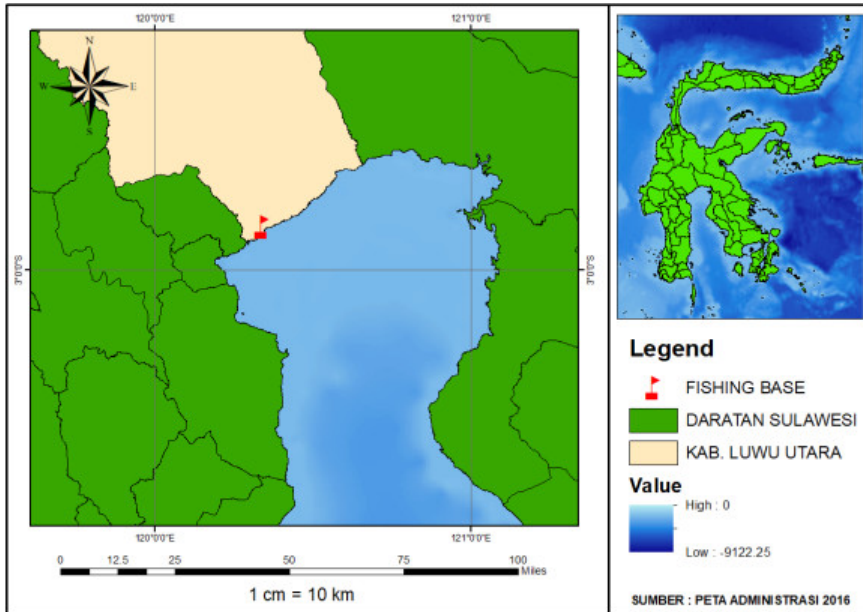 120°0'0"E
121°0'0"E
N
W
E
S
3°0'0"S
3°0'0"S
120°0'0"E
121°0'0"E
0
12.5
25
50
75
100
Miles
1 cm = 10 km
Legend
FISHING BASE
DARATAN SULAWESI
KAB. LUWU UTARA
Value
High : 0
Low : -9122.25
SUMBER : PETA ADMINISTRASI 2016